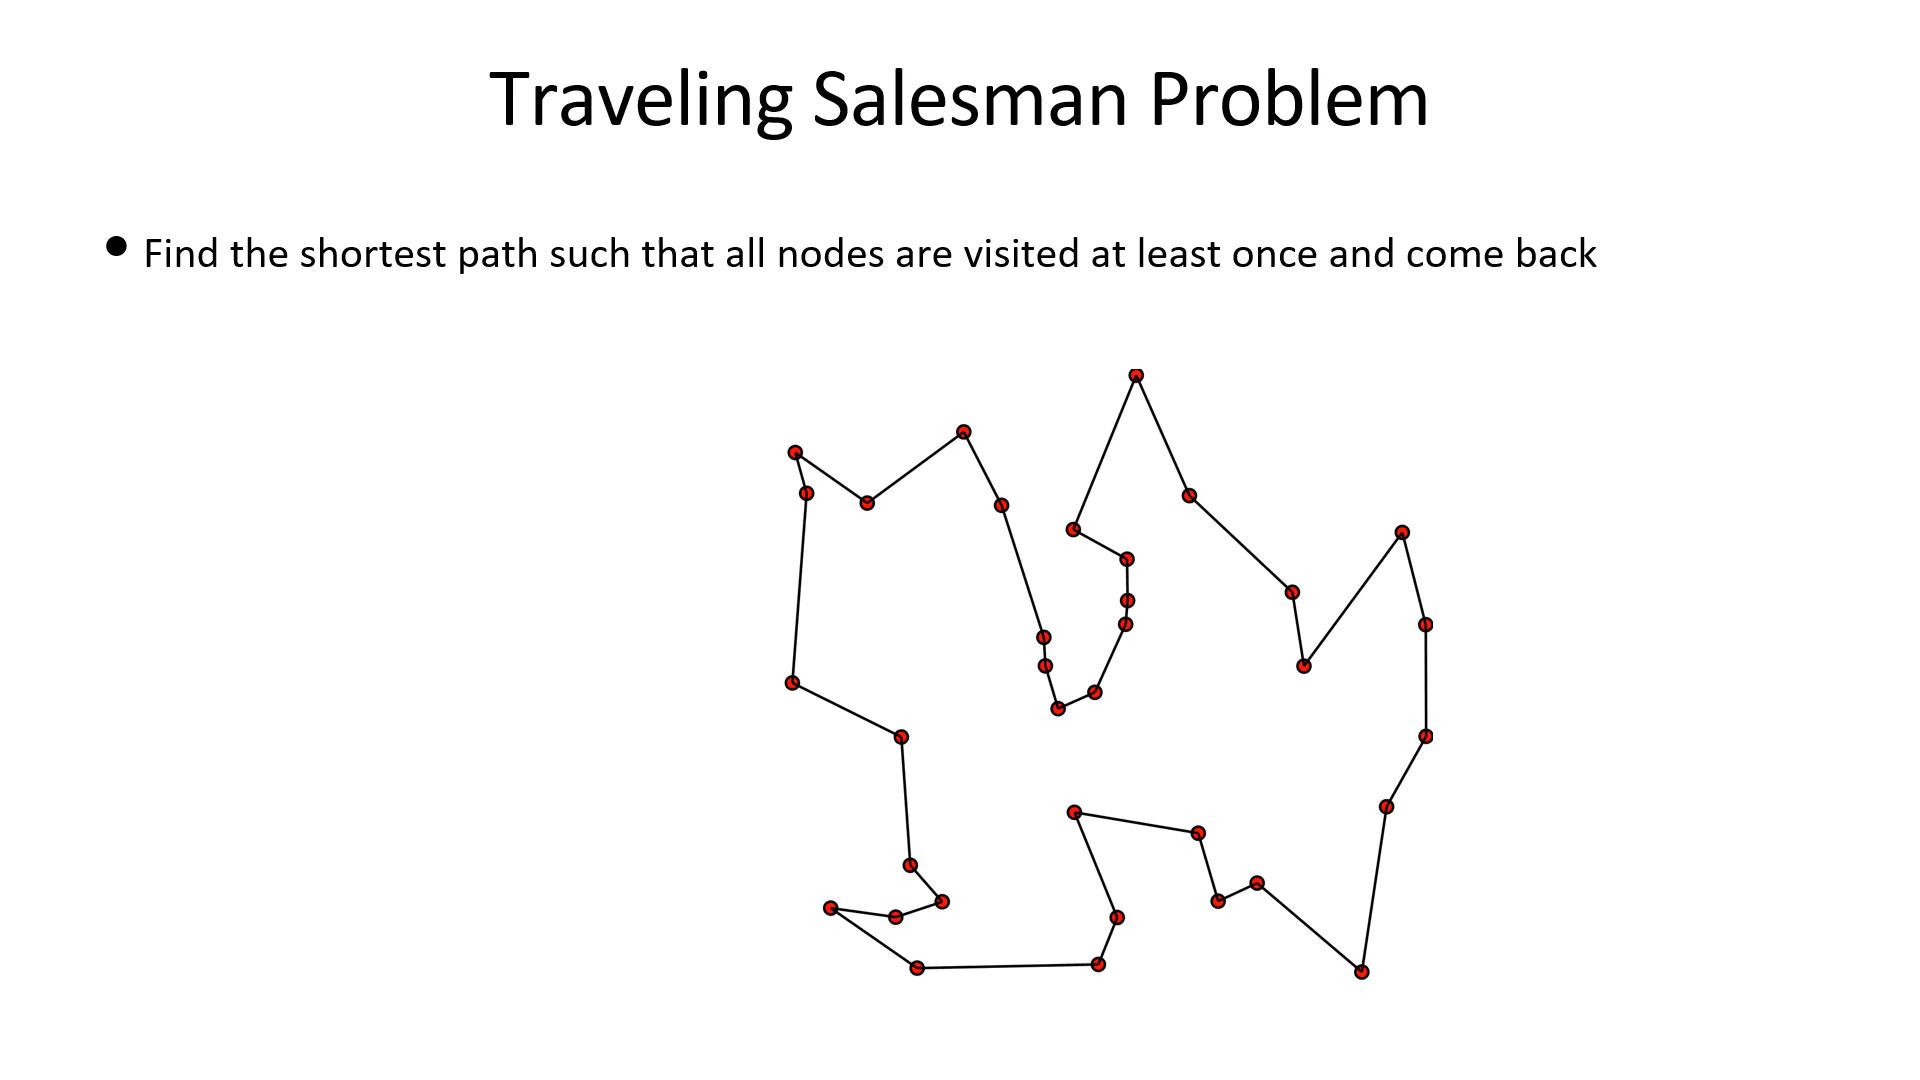 Traveling Salesman Problem
• Find the shortest path such that all nodes are visited at least once and come back